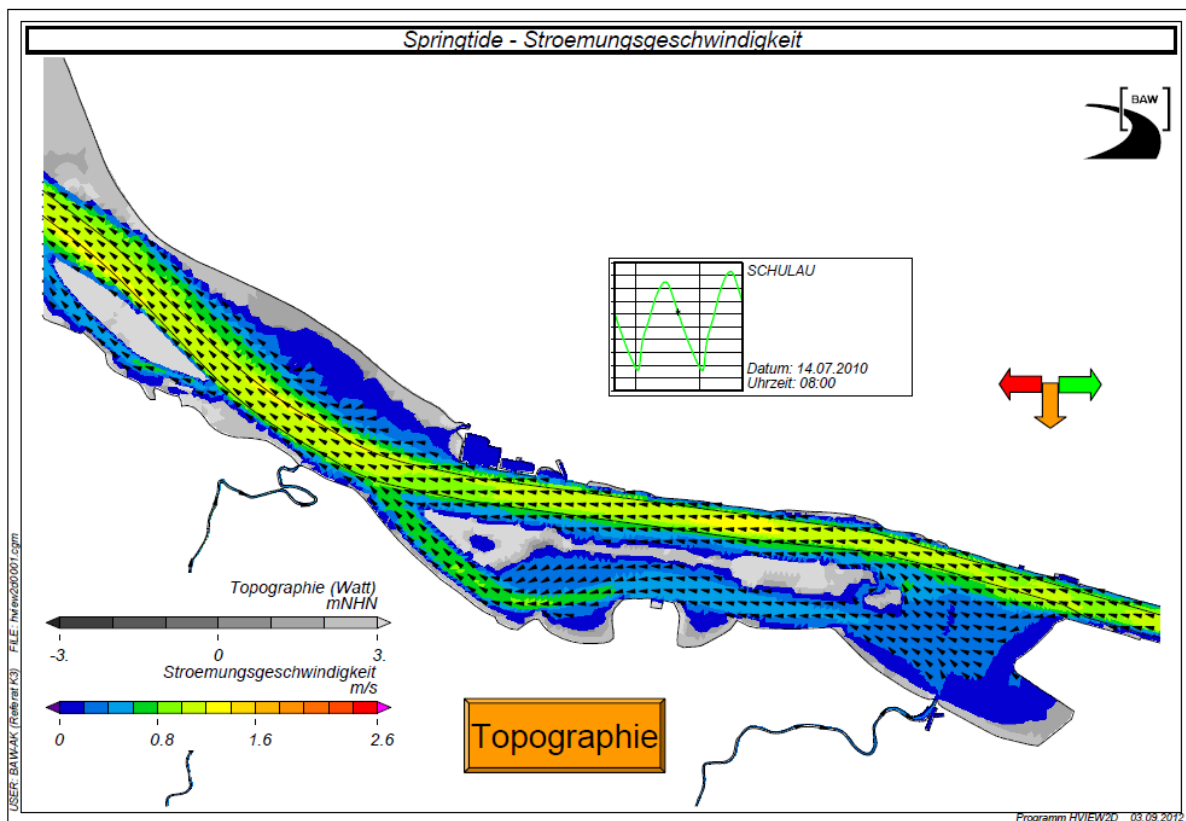 Springtide - Stroemungsgeschwindigkeit
BAW
SCHULAU
Datum: 14.07.2010
Uhrzeit: 08:00
Topographie (Watt)
mNHN
-3. 0 3.
Stroemungsgeschwindigkeit
m/s
0 0.8 1.6 2.6
Topographie
USER: BAW-AK (Referat K3) FILE: hview2d0001.cgm
Programm HVIEW2D 03.09.2012